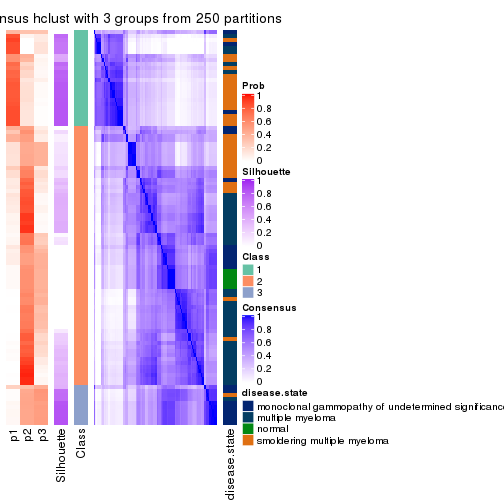 nsus hclust with 3 groups from 250 partitions
Prob
1
0.8
0.6
0.4
0.2
0
Silhouette
1
0.8
0.6
0.4
0.2
0
Class
1
2
3
Consensus
1
0.8
0.6
0.4
0.2
0
disease.state
monoclonal gammopathy of undetermined significance
multiple myeloma
normal
smoldering multiple myeloma
p1
p2
p3
Silhouette
Class
disease.state